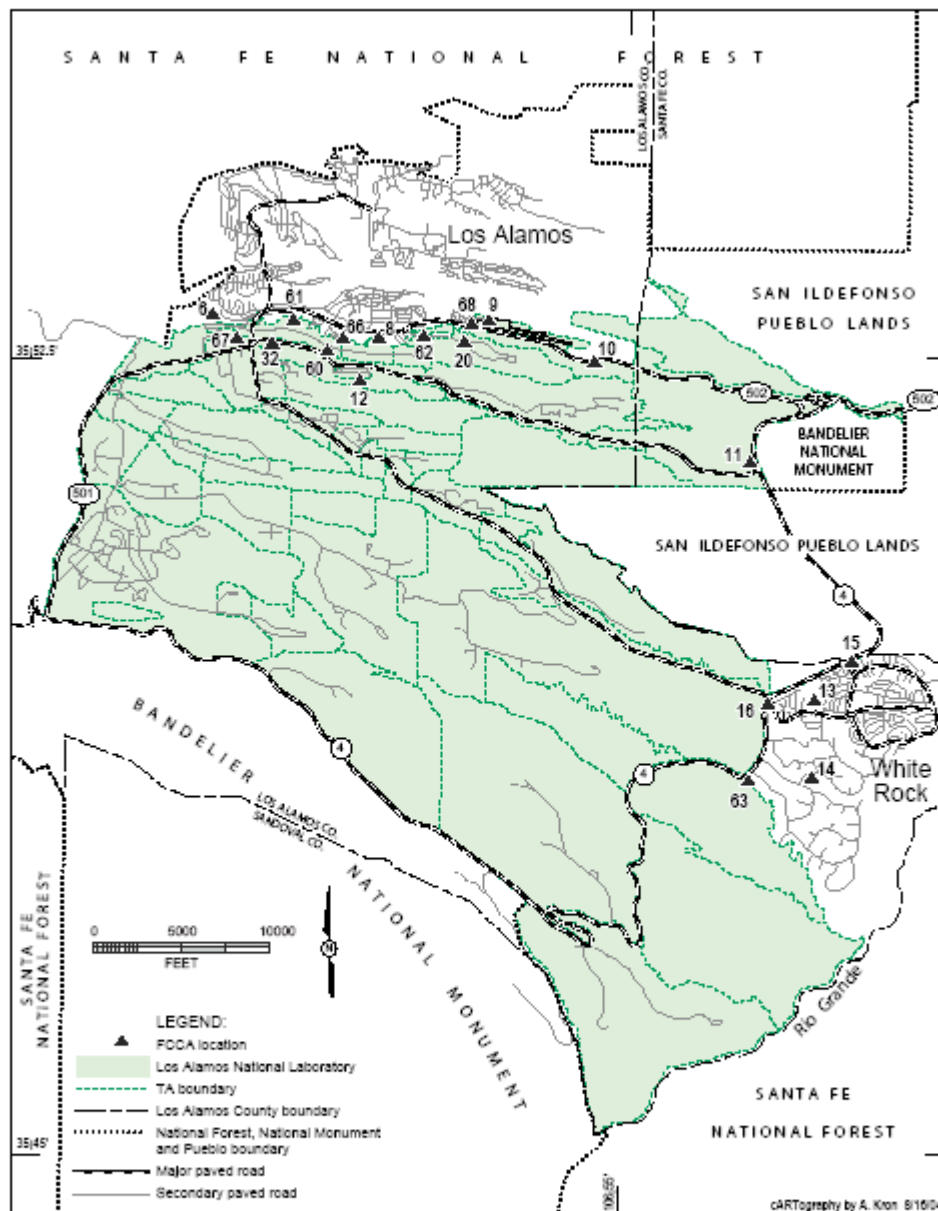 SANTA FE NATIONAL FOREST
LOS ALAMOS CO.
SANTA FE CO.
Los Alamos
SAN ILDEFONSO
PUEBLO LANDS
6
61
66
8
68
9
67
32
60
62
20
10
12
35|52.5'
502
502
11
BANDELIER
NATIONAL
MONUMENT
501
SAN ILDEFONSO PUEBLO LANDS
4
15
13
16
White
Rock
14
63
4
4
BANDELIER NATIONAL MONUMENT
LOS ALAMOS CO.
SANDOVAL CO.
SANTA FE
NATIONAL FOREST
0 5000 10000
FEET
N
Rio Grande
LEGEND:
FCCA location
Los Alamos National Laboratory
TA boundary
Los Alamos County boundary
National Forest, National Monument
and Pueblo boundary
Major paved road
Secondary paved road
SANTA FE
NATIONAL FOREST
35|45'
106|55'
cARTography by A. Kron 8/16/04